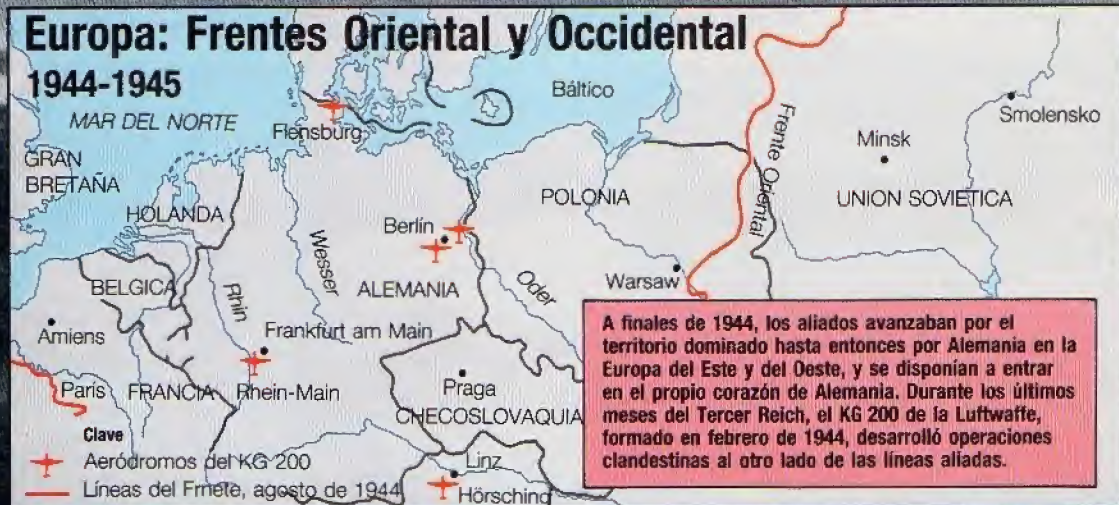 Europa: Frentes Oriental y Occidental
1944-1945
MAR DEL NORTE
Flensburg
Báltico
Smolensko
Minsk
Frente Oriental
GRAN
BRETAÑA
HOLANDA
Wesser
Berlín
POLONIA
UNION SOVIETICA
BELGICA
Rhin
ALEMANIA
Oder
Warsaw
Amiens
Frankfurt am Main
París
FRANCIA
Rhein-Main
Praga
CHECOSLOVAQUIA
Linz
Hörsching
Clave
Aeródromos del KG 200
Líneas del Frnete, agosto de 1944
A finales de 1944, los aliados avanzaban por el
territorio dominado hasta entonces por Alemania en la
Europa del Este y del Oeste, y se disponían a entrar
en el propio corazón de Alemania. Durante los últimos
meses del Tercer Reich, el KG 200 de la Luftwaffe,
formado en febrero de 1944, desarrolló operaciones
clandestinas al otro lado de las líneas aliadas.